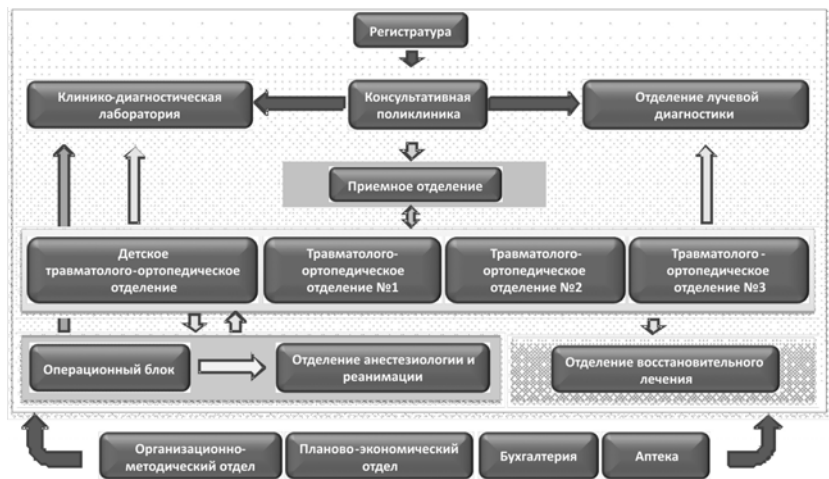 Регистратура
Клинико-диагностическая
лаборатория
Консультативная
поликлиника
Отделение лучевой
диагностики
Приемное отделение
Детское
травматолого-ортопедическое
отделение
Травматолого-
ортопедическое
отделение №1
Травматолого-
ортопедическое
отделение №2
Травматолого -
ортопедическое
отделение №3
Операционный блок
Отделение анестезиологии и
реанимации
Отделение восстановительного
лечения
Организационно-
методический отдел
Планово-экономический
отдел
Бухгалтерия
Аптека